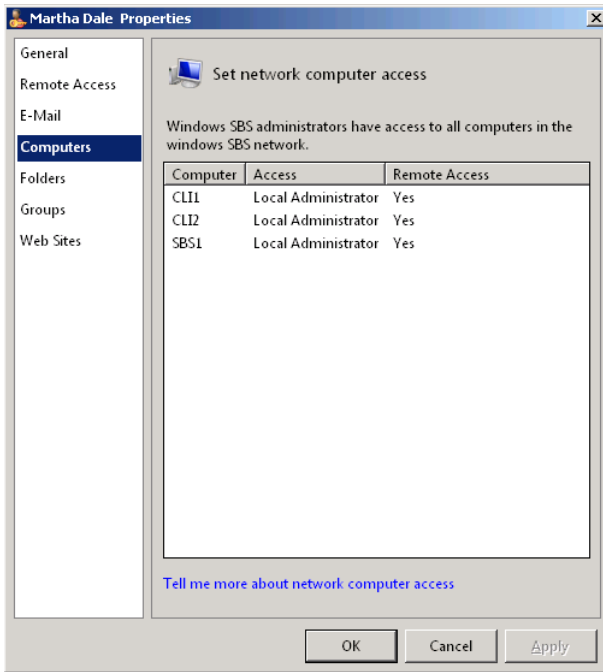 Martha Dale Properties
General
Remote Access
E-Mail
Computers
Folders
Groups
Web Sites
Set network computer access
Windows SBS administrators have access to all computers in the
windows SBS network.
Computer Access Remote Access
CLI1 Local Administrator Yes
CLI2 Local Administrator Yes
SBS1 Local Administrator Yes
Tell me more about network computer access
OK Cancel Apply